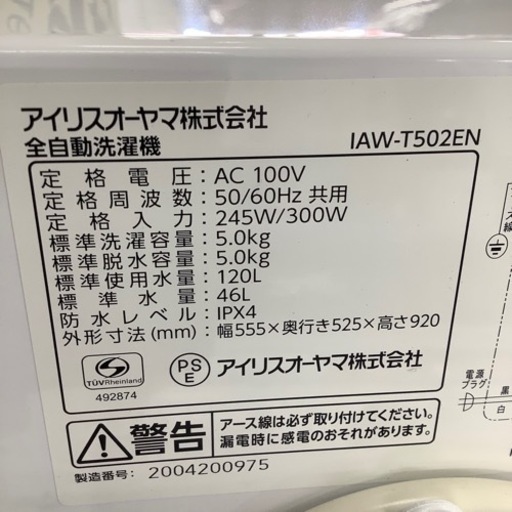 アイリスオーヤマ株式会社
全自動洗濯機 IAW-T502EN
定格電圧:AC 100V
定格周波数:50/60Hz 共用
定格入力:245W/300W
標準洗濯容量:5.0kg
標準脱水容量:5.0kg
標準使用水量:120L
標準水量:46L
防水レベル:IPX4
外形寸法(mm):幅555×奥行き525×高さ920
TÜVRheinland
492874
PS
E
アイリスオーヤマ株式会社
警告
アース線は必ず取り付けてください。
漏電時に感電のおそれがあります。
製造番号: 2004200975
電源
プラグ
黒
白